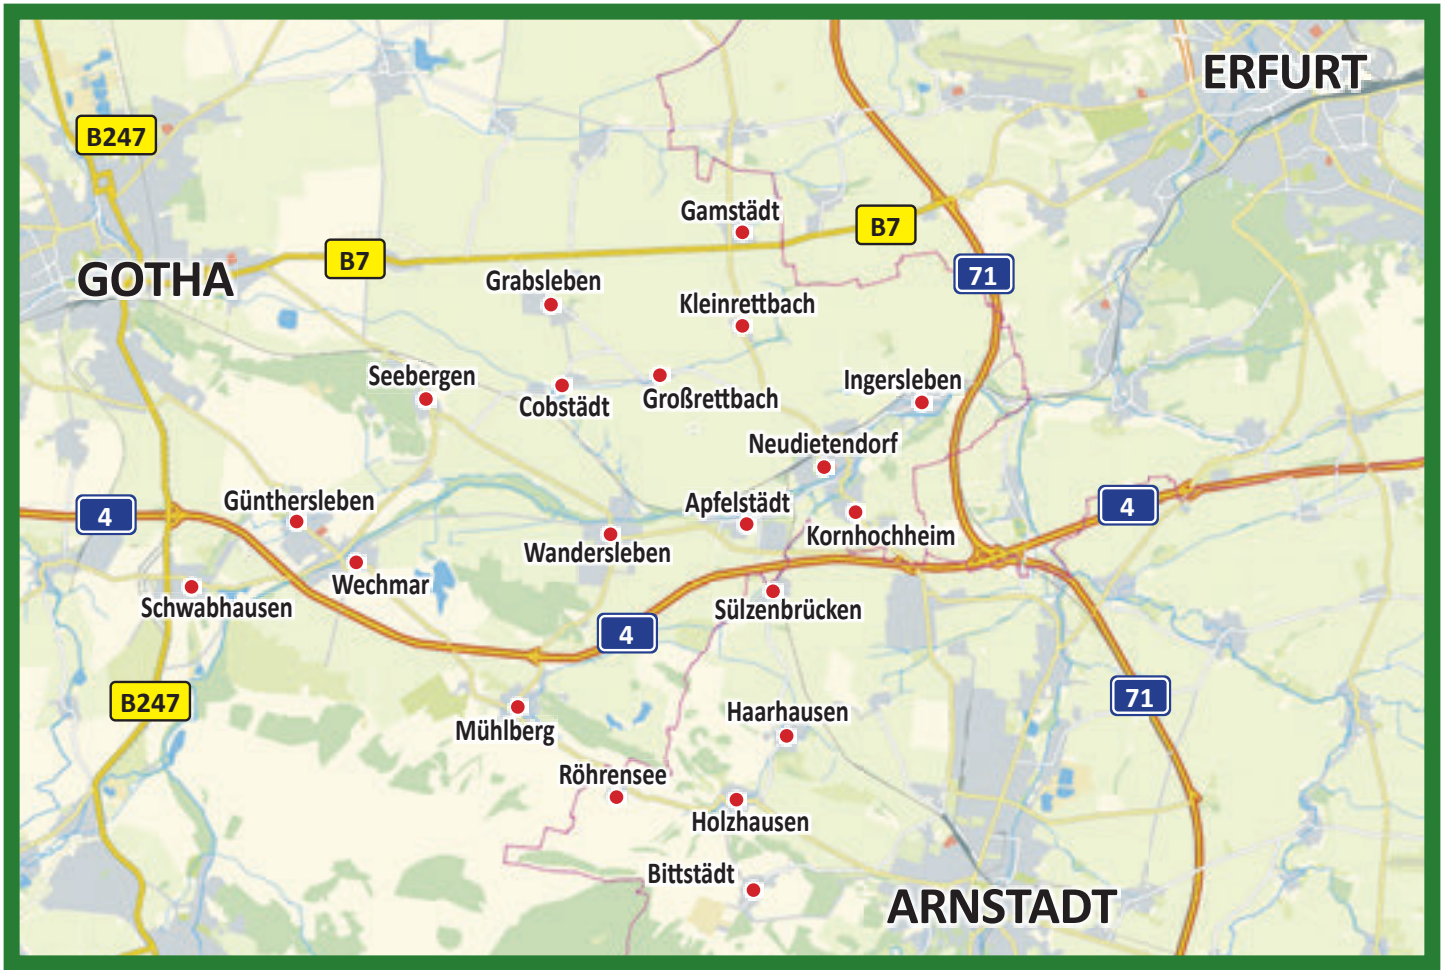 ERFURT
B247
Gamstädt
B7
B7
71
GOTHA
Grabsleben
Kleinrettbach
Seebergen
Cobstädt
Großrettbach
Ingersleben
Neudietendorf
Günthersleben
4
Apfelstädt
4
Kornhochheim
Wandersleben
Wechmar
Schwabhausen
Sülzenbrücken
4
B247
71
Mühlberg
Haarhausen
Röhrensee
Holzhausen
Bittstädt
ARNSTADT